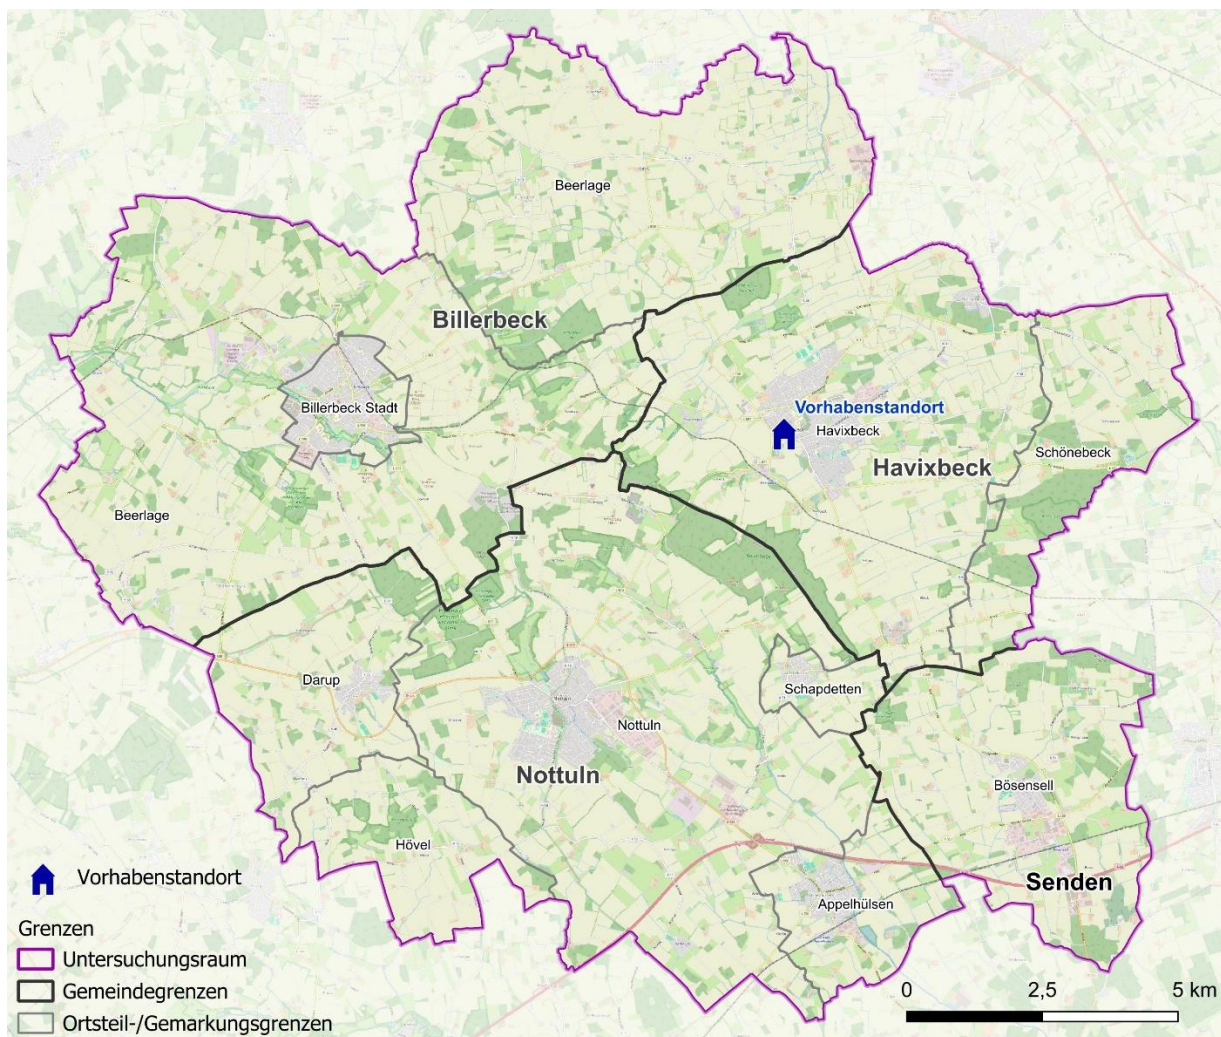 Beerlage
Billerbeck
Billerbeck Stadt
Vorhabenstandort
Havixbeck
Havixbeck
Schönebeck
Beerlage
Darup
Schapdetten
Nottuln
Nottuln
Bösensell
Hövel
Senden
Appelhülsen
Vorhabenstandort
Grenzen
Untersuchungsraum
Gemeindegrenzen
Ortsteil-/Gemarkungsgrenzen
0 2,5 5 km